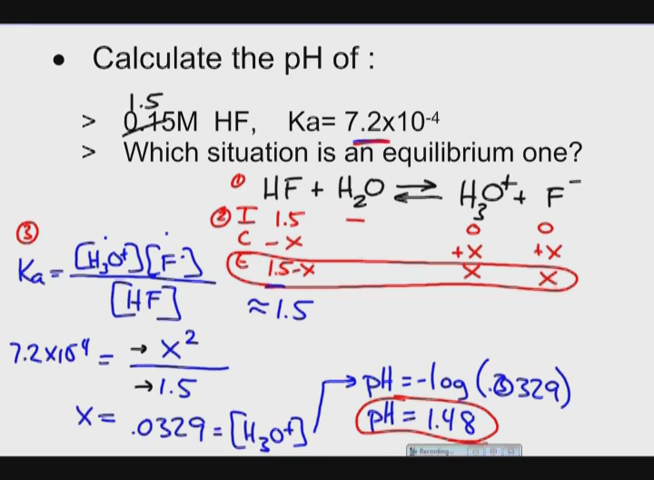 • Calculate the pH of :
1.5
> 0.15M HF, Ka= 7.2x10-4
> Which situation is an equilibrium one?
① HF + H2O ⇌ H3O+ + F-
② I 1.5 – 0 0
C -x +x +x
E 1.5-x x x
≈ 1.5
③
Ka = [H3O+][F-] / [HF]
7.2x10-4 = → x2 / → 1.5
x = .0329 = [H3O+]
pH = -log(.0329)
pH = 1.48
Recording...